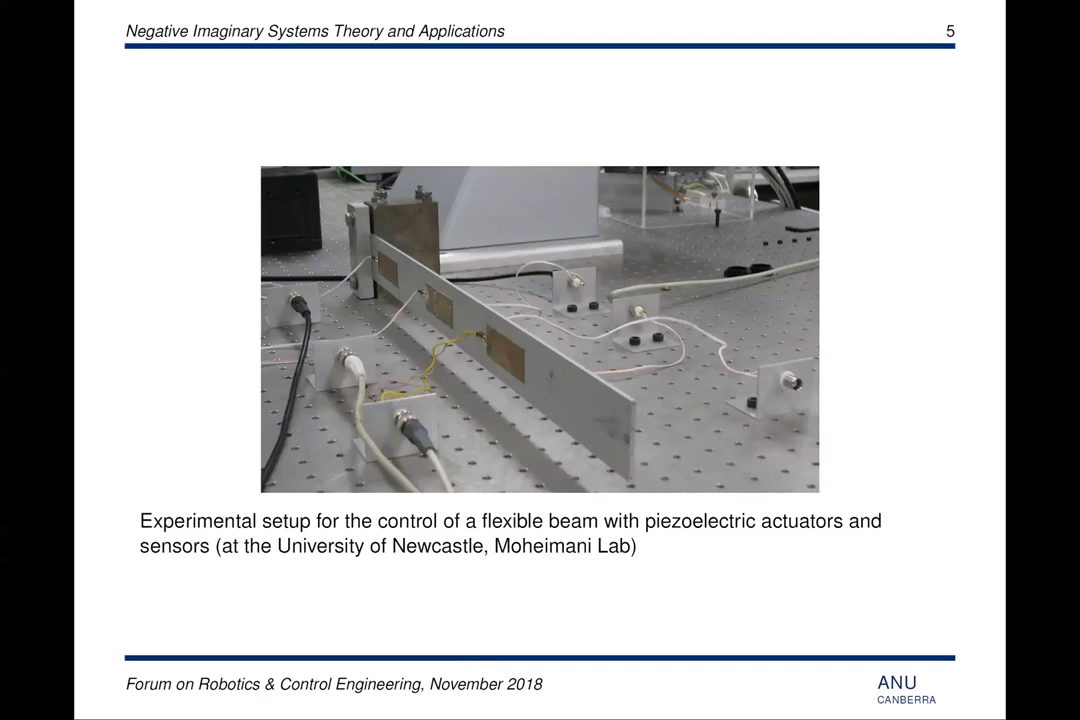 Negative Imaginary Systems Theory and Applications 5
Experimental setup for the control of a flexible beam with piezoelectric actuators and
sensors (at the University of Newcastle, Moheimani Lab)
Forum on Robotics & Control Engineering, November 2018
ANU
CANBERRA